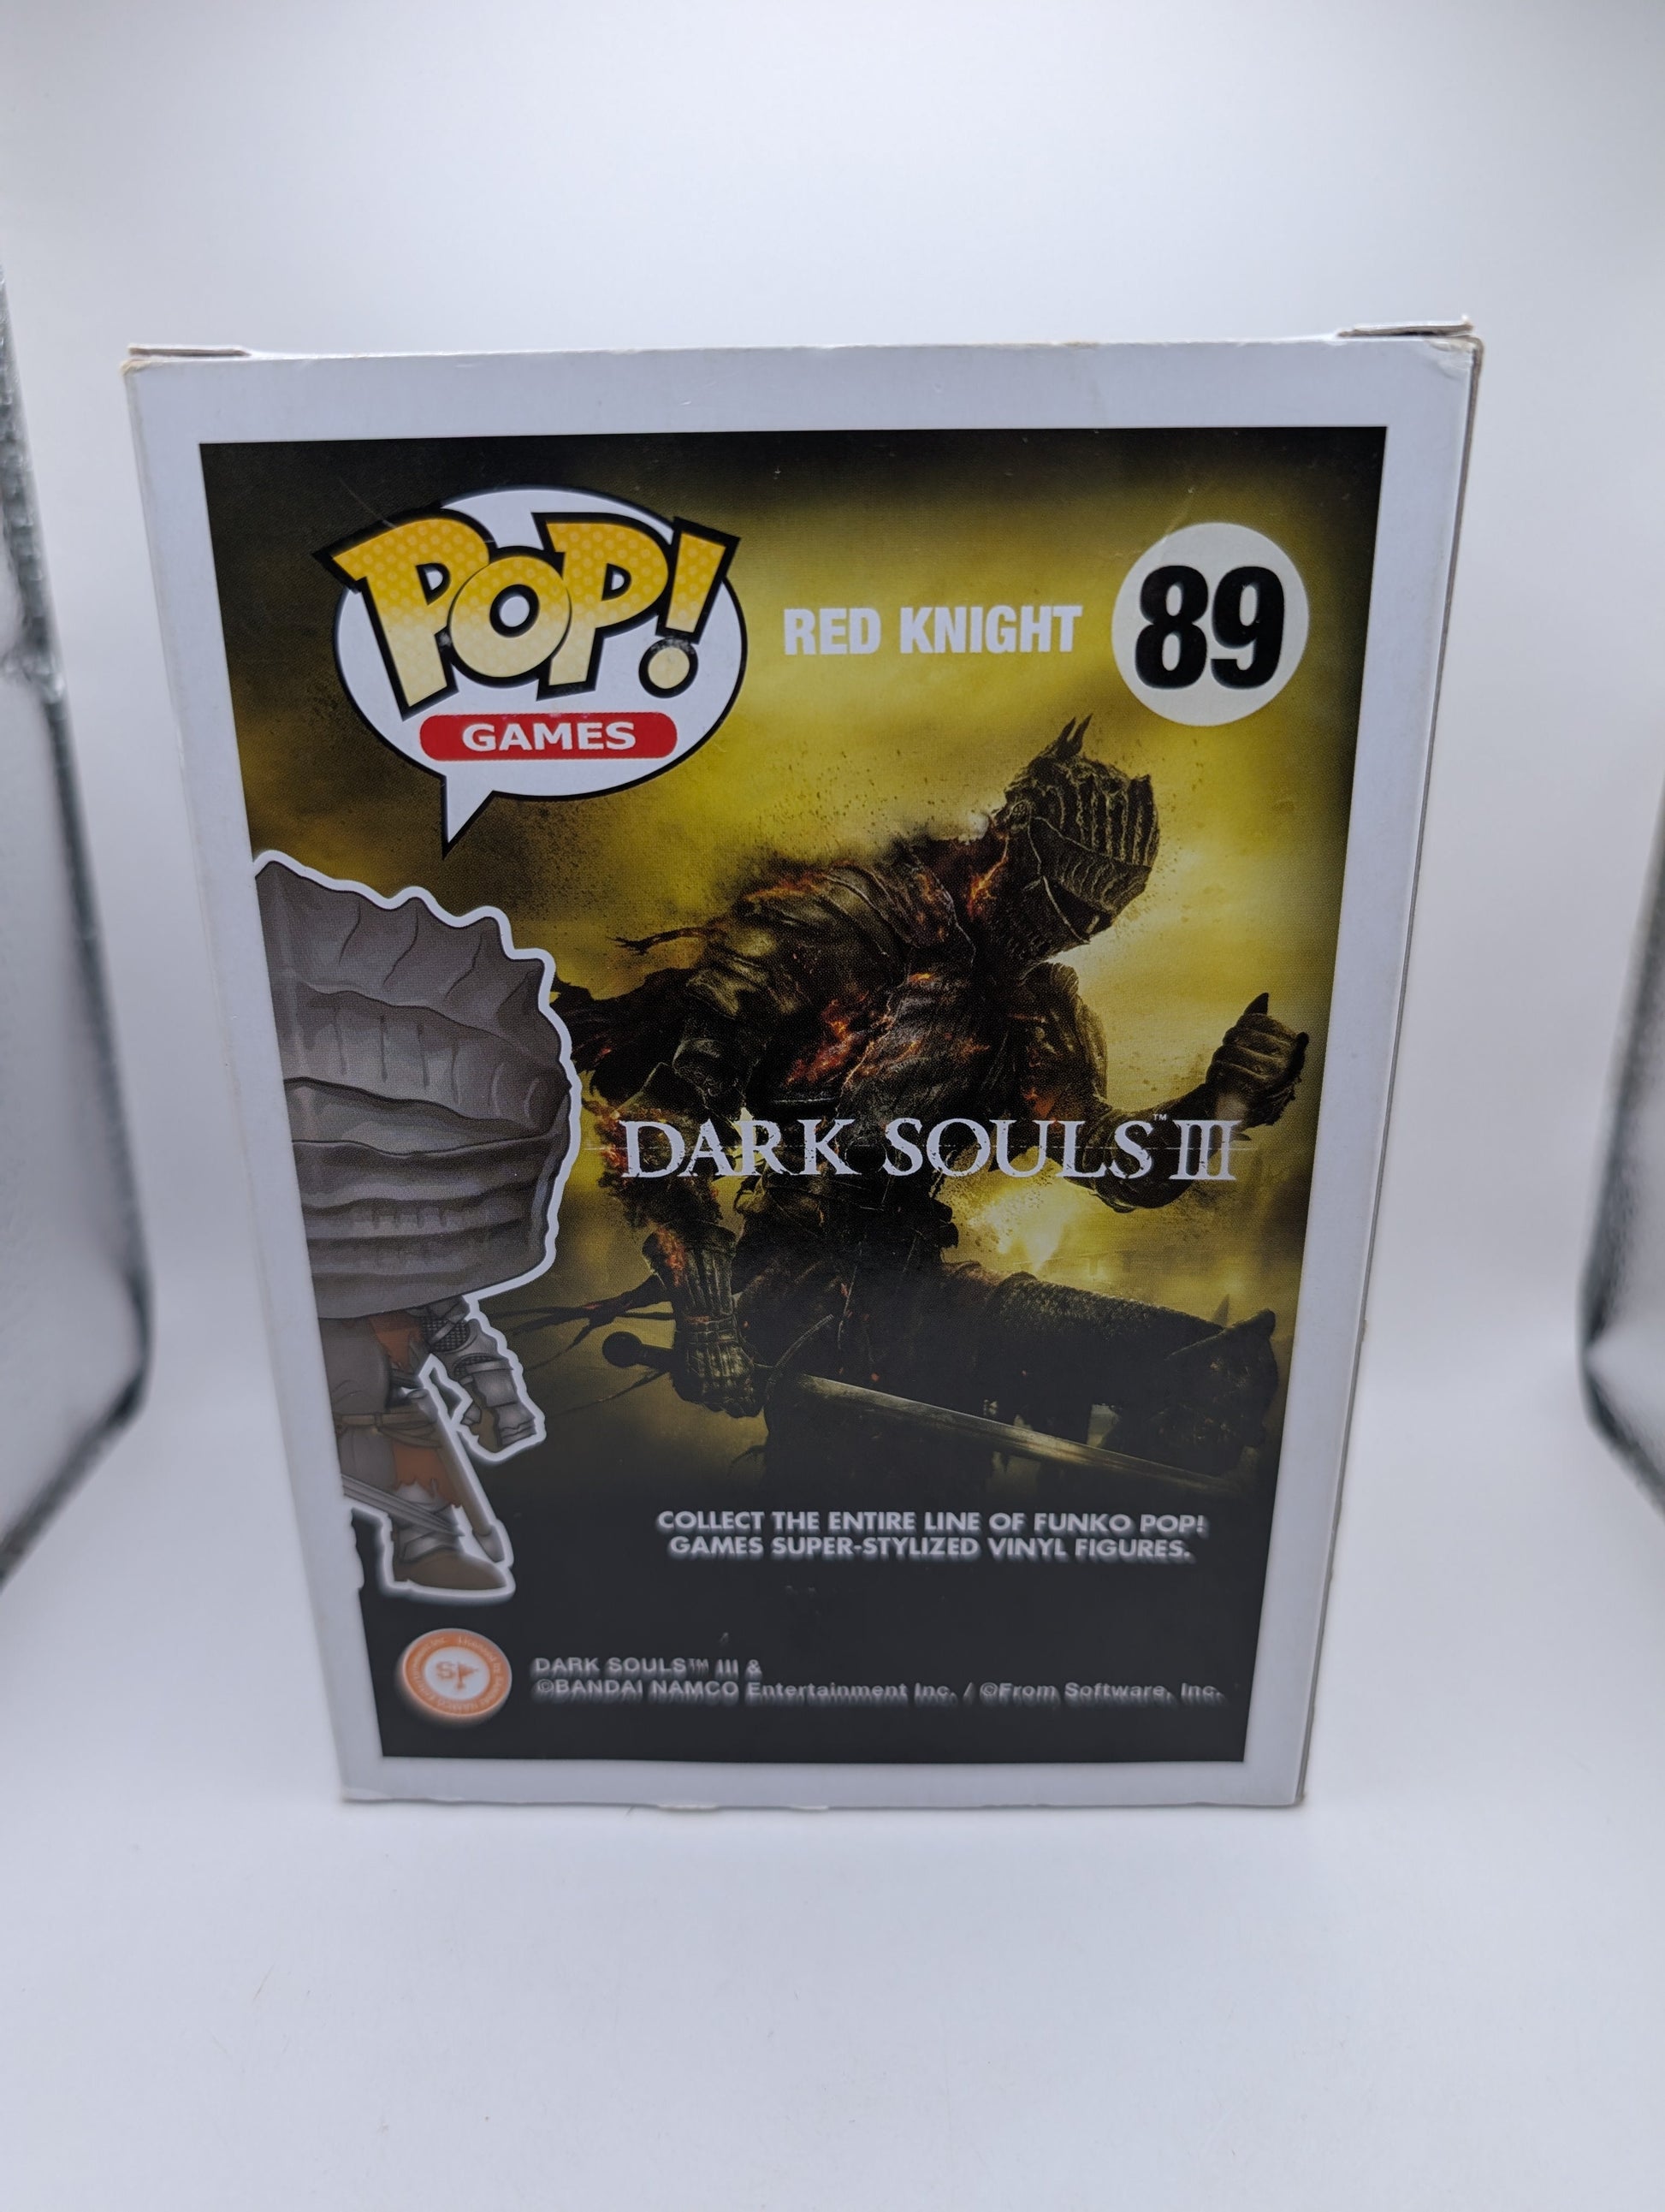 POP!
GAMES
RED KNIGHT
89
DARK SOULS™ III
COLLECT THE ENTIRE LINE OF FUNKO POP!
GAMES SUPER-STYLIZED VINYL FIGURES.
DARK SOULS™ III &
©BANDAI NAMCO Entertainment Inc. / ©From Software, Inc.